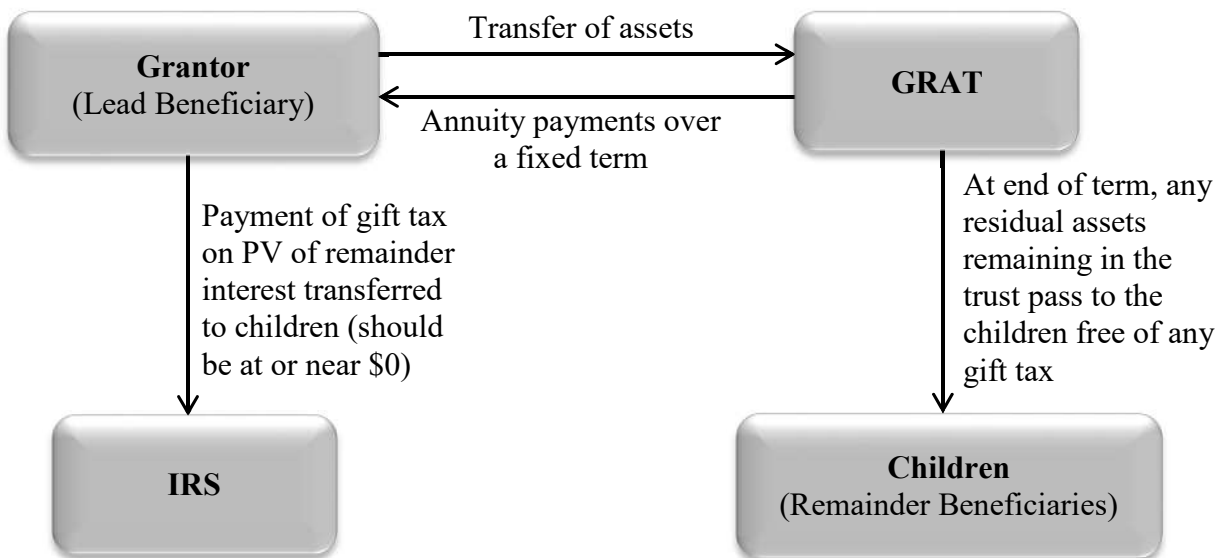 Transfer of assets
Grantor
(Lead Beneficiary)
GRAT
Annuity payments over
a fixed term
Payment of gift tax
on PV of remainder
interest transferred
to children (should
be at or near $0)
At end of term, any
residual assets
remaining in the
trust pass to the
children free of any
gift tax
IRS
Children
(Remainder Beneficiaries)